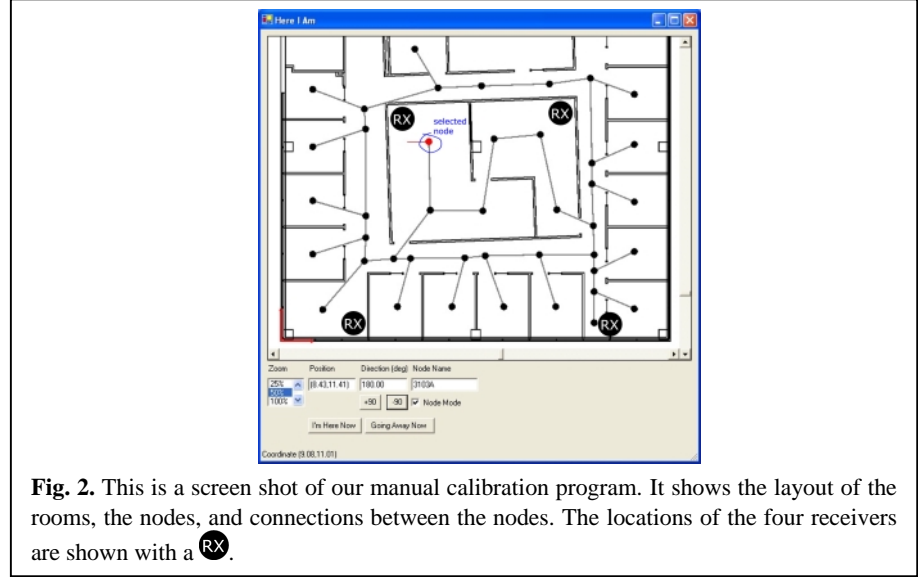 Here I Am
RX
RX
selected
node
RX
RX
Zoom Position Direction (deg) Node Name
25% (8.43,11.41) 180.00 3103A
50%
100% +90 -90 Node Mode
I'm Here Now Going Away Now
Coordinate (9.08,11.01)
Fig. 2. This is a screen shot of our manual calibration program. It shows the layout of the
rooms, the nodes, and connections between the nodes. The locations of the four receivers
are shown with a RX.